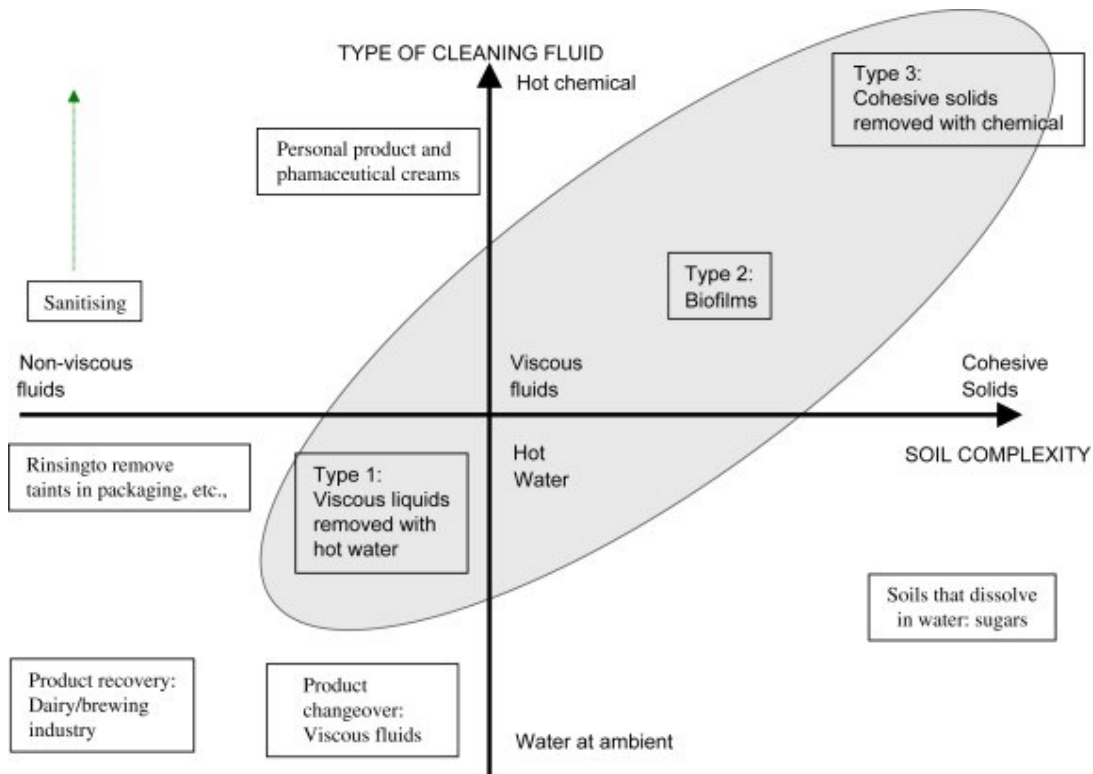 TYPE OF CLEANING FLUID
Hot chemical
Type 3:
Cohesive solids
removed with chemical
Personal product and
phamaceutical creams
Type 2:
Biofilms
Sanitising
Non-viscous
fluids
Viscous
fluids
Cohesive
Solids
SOIL COMPLEXITY
Rinsingto remove
taints in packaging, etc.,
Type 1:
Viscous liquids
removed with
hot water
Hot
Water
Soils that dissolve
in water: sugars
Product recovery:
Dairy/brewing
industry
Product
changeover:
Viscous fluids
Water at ambient